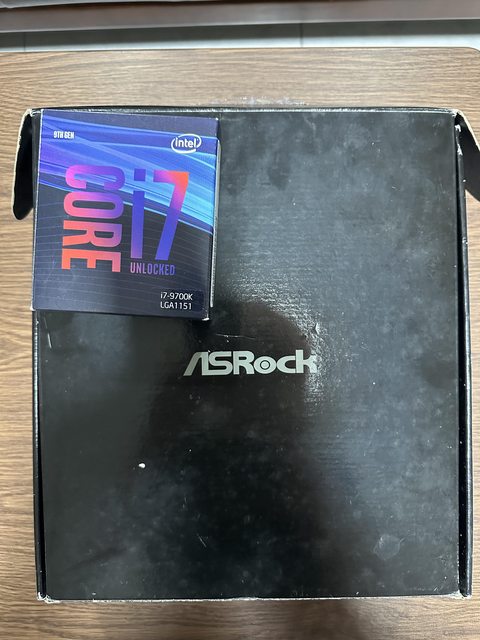 9TH GEN
intel
CORE
i7
UNLOCKED
i7-9700K
LGA1151
ASRock